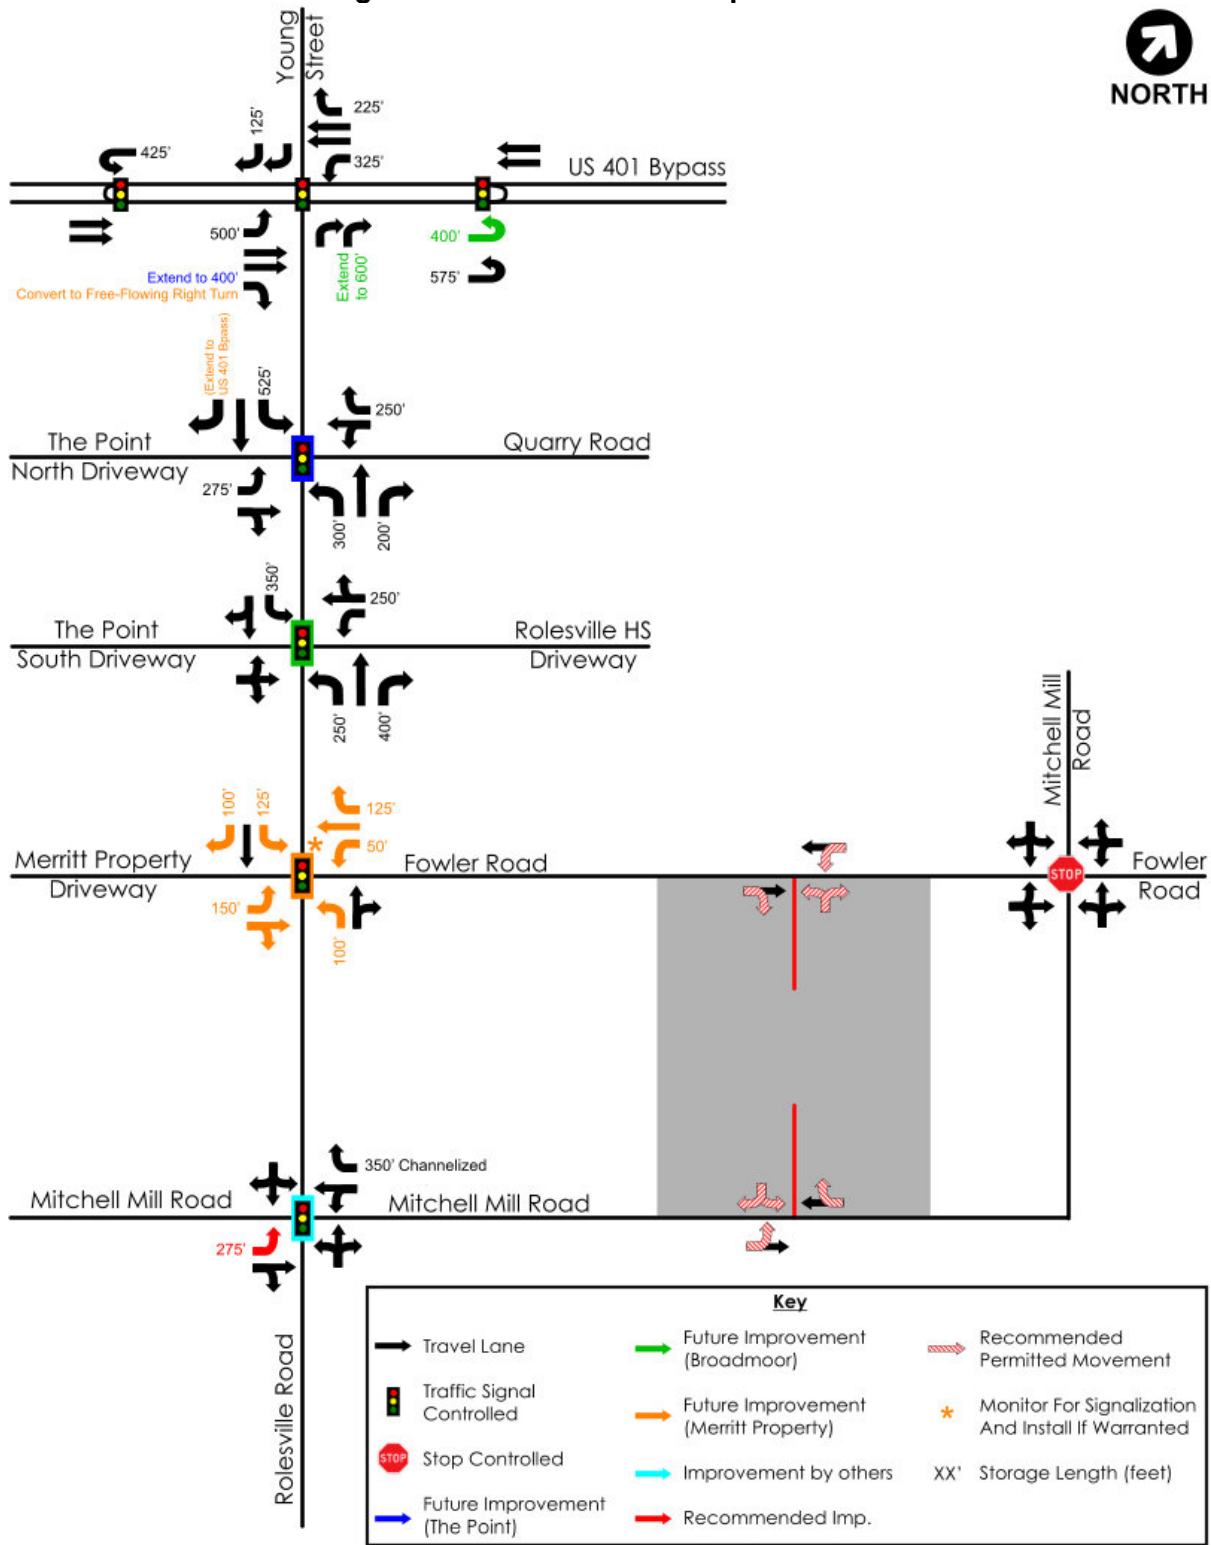 NORTH
Young
Street
225'
125'
425'
325'
US 401 Bypass
500'
400'
Extend
to 600'
575'
Extend to 400'
Convert to Free-Flowing Right Turn
(Extend to
US 401 Bpass)
525'
250'
The Point
North Driveway
Quarry Road
275'
300'
200'
350'
250'
The Point
South Driveway
Rolesville HS
Driveway
250'
400'
Mitchell Mill
Road
100'
125'
125'
*
50'
Merritt Property
Driveway
Fowler Road
STOP
Fowler
Road
150'
100'
350' Channelized
Mitchell Mill Road
Mitchell Mill Road
275'
Rolesville Road
Key
Travel Lane
Traffic Signal
Controlled
STOP
Stop Controlled
Future Improvement
(The Point)
Future Improvement
(Broadmoor)
Future Improvement
(Merritt Property)
Improvement by others
Recommended Imp.
Recommended
Permitted Movement
* Monitor For Signalization
And Install If Warranted
XX' Storage Length (feet)